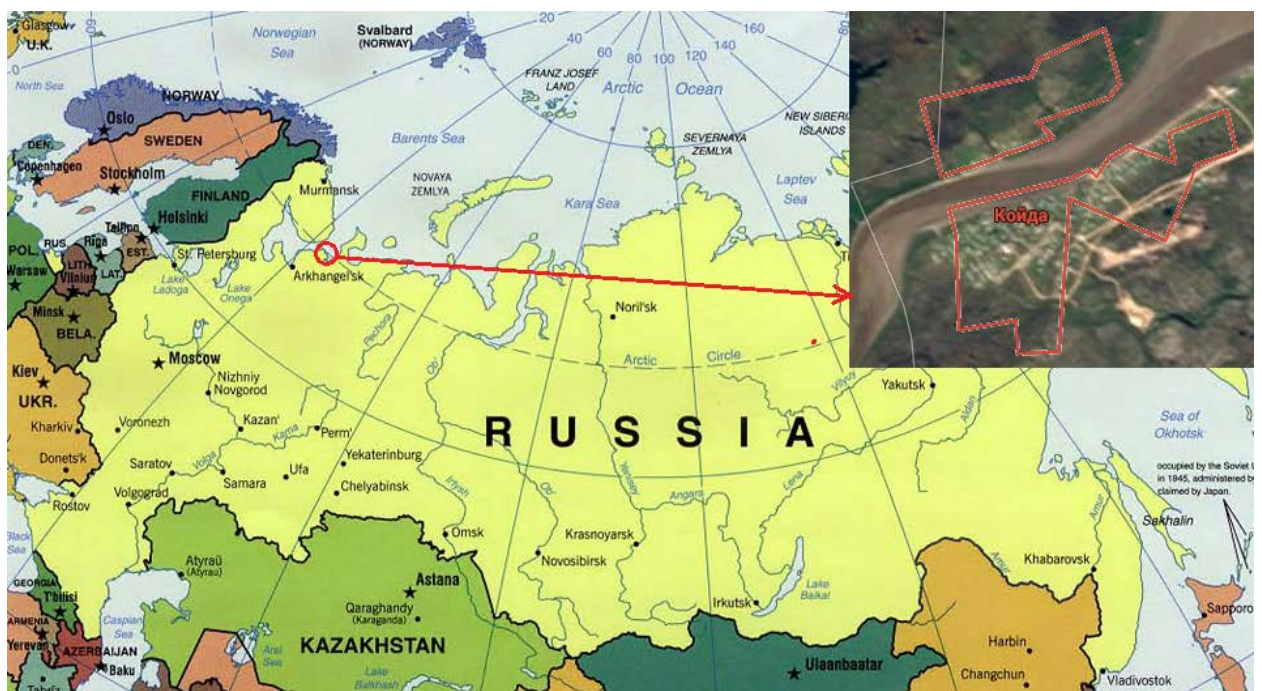 Glasgow
U.K.
60
20
40
60
80
100
120
140
160
Norwegian
Sea
Svalbard
(NORWAY)
FRANZ JOSEF
LAND
Arctic Ocean
North Sea
NORWAY
Oslo
SWEDEN
DEN.
Copenhagen
Stockholm
FINLAND
Helsinki
Barents Sea
SEVERNAYA
ZEMLYA
NEW SIBERI
ISLANDS
Murmansk
NOVAYA
ZEMLYA
Kara Sea
Laptev
Sea
Койда
POL.
Warsaw
RUS.
Riga
Tallinn
EST.
LITH.
Vilnius
LAT.
St. Petersburg
Lake
Ladoga
Lake
Onega
Arkhangel'sk
Minsk
BELA.
Pechora
Noril'sk
Ob'
Arctic Circle
Vilyuy
Moscow
Kiev
UKR.
Nizhniy
Novgorod
Yakutsk
Aldan
Kharkiv
Voronezh
Kazan'
Kama
Perm'
RUSSIA
Sea of
Okhotsk
Donets'k
Saratov
Volga
Samara
Ufa
Yekaterinburg
Chelyabinsk
Irtysh
Ob'
Yenisey
Angara
Lena
Amur
occupied by the Soviet U
in 1945, administered by
claimed by Japan.
Rostov
Volgograd
Sakhalin
Black
Sea
Omsk
Krasnoyarsk
Novosibirsk
Amur
Khabarovsk
Atyraū
(Atyrau)
Astana
GEORGIA
T'bilisi
Qaraghandy
(Karaganda)
Irkutsk
Lake
Baikal
Sapporo
ARMENIA
Yerevan
Caspian
Sea
AZERBAIJAN
Baku
Aral
Sea
KAZAKHSTAN
Lake
Balkhash
Ulaanbaatar
Harbin
Changchun
Vladivostok
Tabrīz